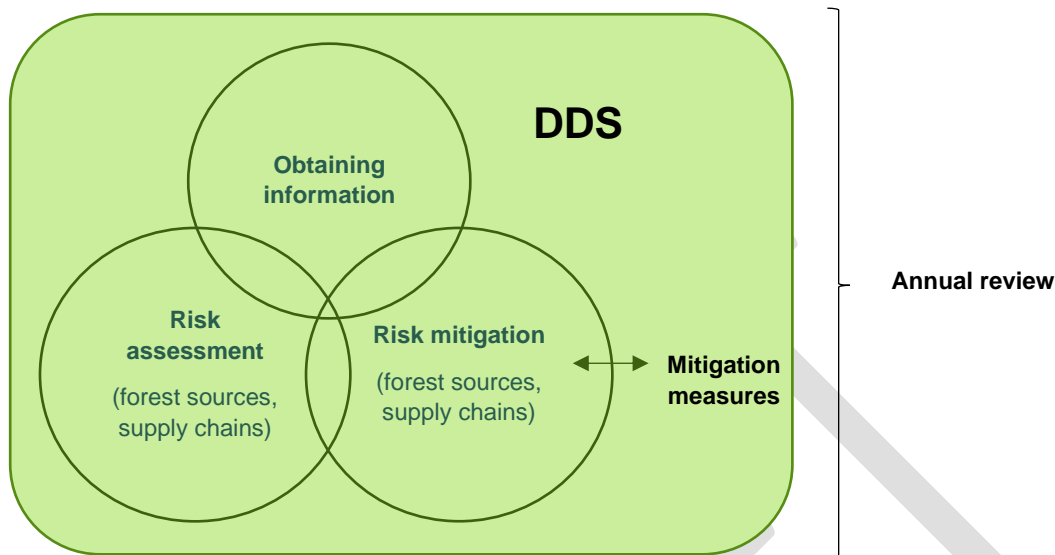 DDS
Obtaining
information
Annual review
Risk
assessment
(forest sources,
supply chains)
Risk mitigation
(forest sources,
supply chains)
Mitigation
measures